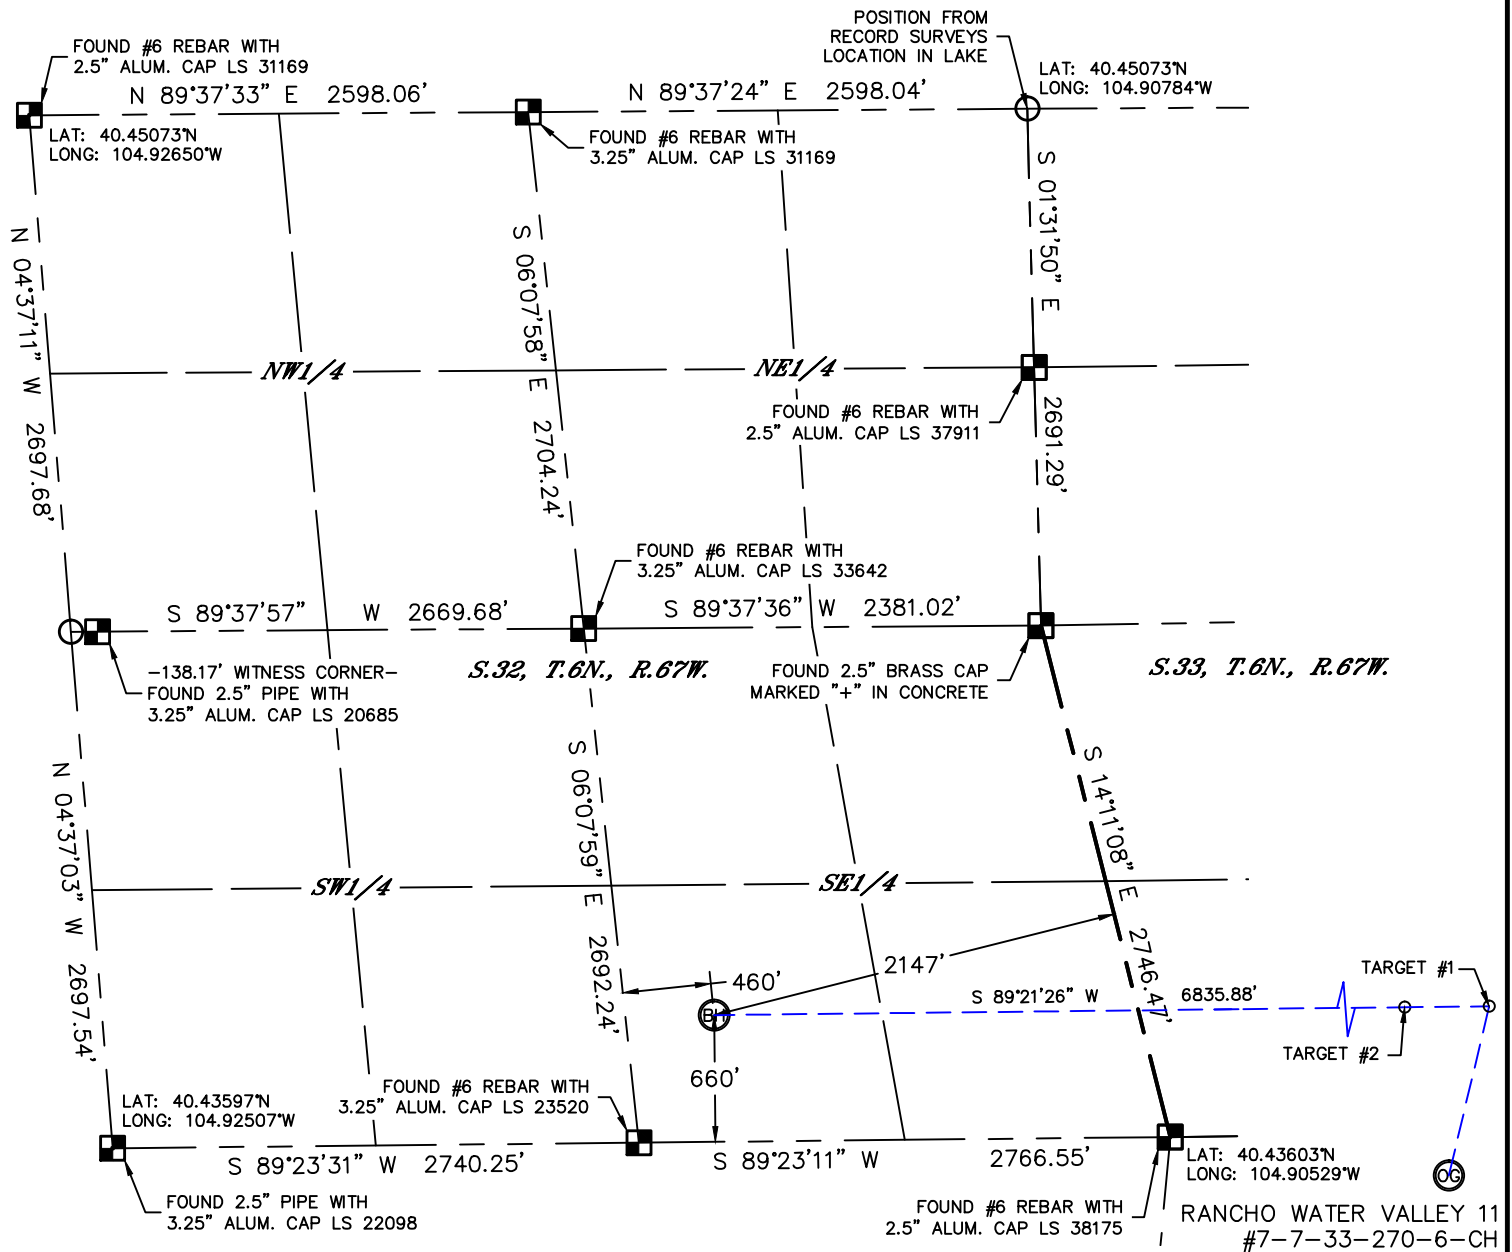 POSITION FROM
RECORD SURVEYS
LOCATION IN LAKE
FOUND #6 REBAR WITH
2.5" ALUM. CAP LS 31169
LAT: 40.45073°N
LONG: 104.90784°W
N 89°37'33" E 2598.06'
N 89°37'24" E 2598.04'
LAT: 40.45073°N
LONG: 104.92650°W
FOUND #6 REBAR WITH
3.25" ALUM. CAP LS 31169
N 04°37'11" W 2697.68'
S 06°07'58" E 2704.24'
S 01°31'50" E 2691.29'
NW1/4
NE1/4
FOUND #6 REBAR WITH
2.5" ALUM. CAP LS 37911
FOUND #6 REBAR WITH
3.25" ALUM. CAP LS 33642
S 89°37'57" W 2669.68'
S 89°37'36" W 2381.02'
-138.17' WITNESS CORNER-
FOUND 2.5" PIPE WITH
3.25" ALUM. CAP LS 20685
S.32, T.6N., R.67W.
FOUND 2.5" BRASS CAP
MARKED "+" IN CONCRETE
S.33, T.6N., R.67W.
N 04°37'03" W 2697.54'
S 06°07'59" E 2692.24'
S 14°11'08" E 2746.47'
SW1/4
SE1/4
2147'
460'
TARGET #1
S 89°21'26" W 6835.88'
BH
TARGET #2
660'
FOUND #6 REBAR WITH
3.25" ALUM. CAP LS 23520
LAT: 40.43597°N
LONG: 104.92507°W
S 89°23'31" W 2740.25'
S 89°23'11" W 2766.55'
LAT: 40.43603°N
LONG: 104.90529°W
OG
FOUND 2.5" PIPE WITH
3.25" ALUM. CAP LS 22098
FOUND #6 REBAR WITH
2.5" ALUM. CAP LS 38175
RANCHO WATER VALLEY 11
#7-7-33-270-6-CH